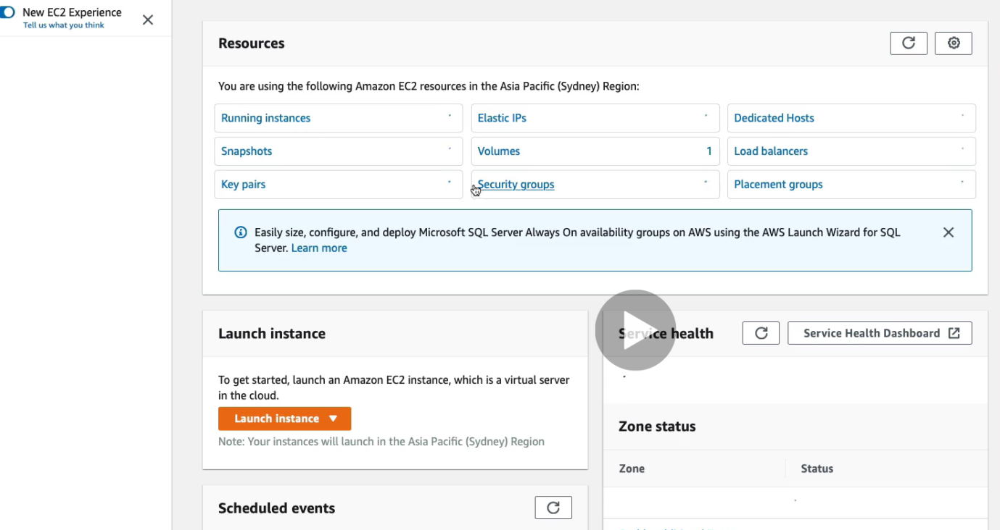 New EC2 Experience
Tell us what you think
Resources
You are using the following Amazon EC2 resources in the Asia Pacific (Sydney) Region:
Running instances
Elastic IPs
Dedicated Hosts
Snapshots
Volumes 1
Load balancers
Key pairs
Security groups
Placement groups
Easily size, configure, and deploy Microsoft SQL Server Always On availability groups on AWS using the AWS Launch Wizard for SQL
Server. Learn more
Launch instance
Service health
Service Health Dashboard
To get started, launch an Amazon EC2 instance, which is a virtual server
in the cloud.
Launch instance
Note: Your instances will launch in the Asia Pacific (Sydney) Region
Zone status
Zone
Status
Scheduled events